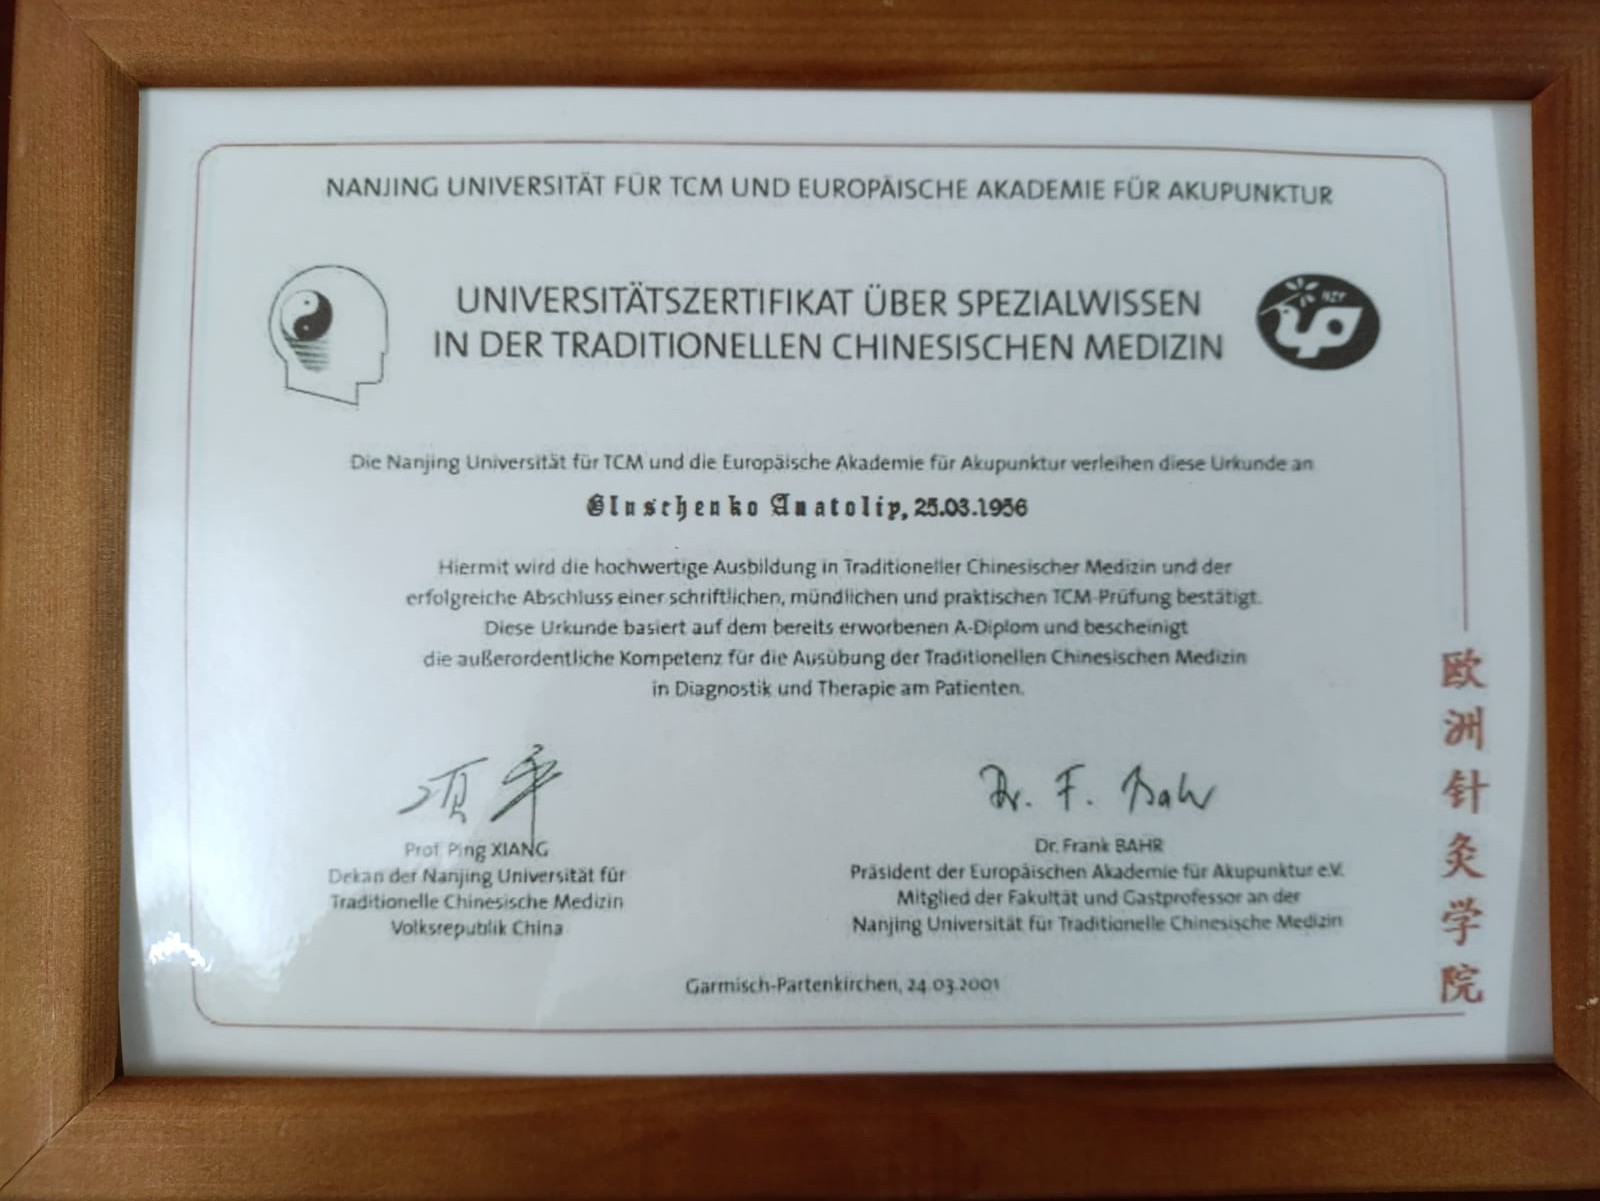 NANJING UNIVERSITÄT FÜR TCM UND EUROPÄISCHE AKADEMIE FÜR AKUPUNKTUR
UNIVERSITÄTSZERTIFIKAT ÜBER SPEZIALWISSEN
IN DER TRADITIONELLEN CHINESISCHEN MEDIZIN
Die Nanjing Universität für TCM und die Europäische Akademie für Akupunktur verleihen diese Urkunde an
Gluschenko Anatoliy, 25.03.1956
Hiermit wird die hochwertige Ausbildung in Traditioneller Chinesischer Medizin und der
erfolgreiche Abschluss einer schriftlichen, mündlichen und praktischen TCM-Prüfung bestätigt.
Diese Urkunde basiert auf dem bereits erworbenen A-Diplom und bescheinigt
die außerordentliche Kompetenz für die Ausübung der Traditionellen Chinesischen Medizin
in Diagnostik und Therapie am Patienten.
项平
Prof. Ping XIANG
Dekan der Nanjing Universität für
Traditionelle Chinesische Medizin
Volksrepublik China
Dr. F. Bahr
Dr. Frank BAHR
Präsident der Europäischen Akademie für Akupunktur e.V.
Mitglied der Fakultät und Gastprofessor an der
Nanjing Universität für Traditionelle Chinesische Medizin
Garmisch-Partenkirchen, 24.03.2001
欧洲针灸学院